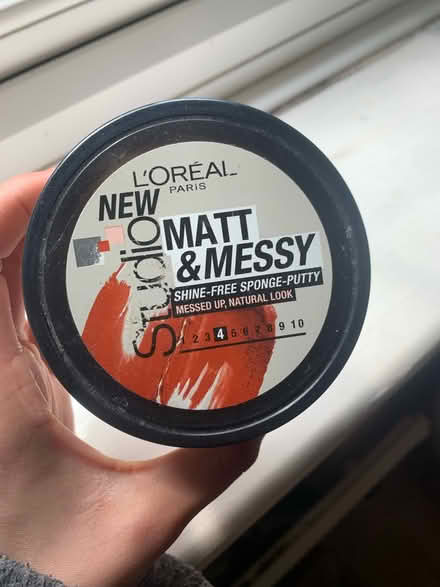 L'ORÉAL
PARIS
NEW
Studio
MATT
&MESSY
SHINE-FREE SPONGE-PUTTY
MESSED UP, NATURAL LOOK
1 2 3 4 5 6 7 8 9 10